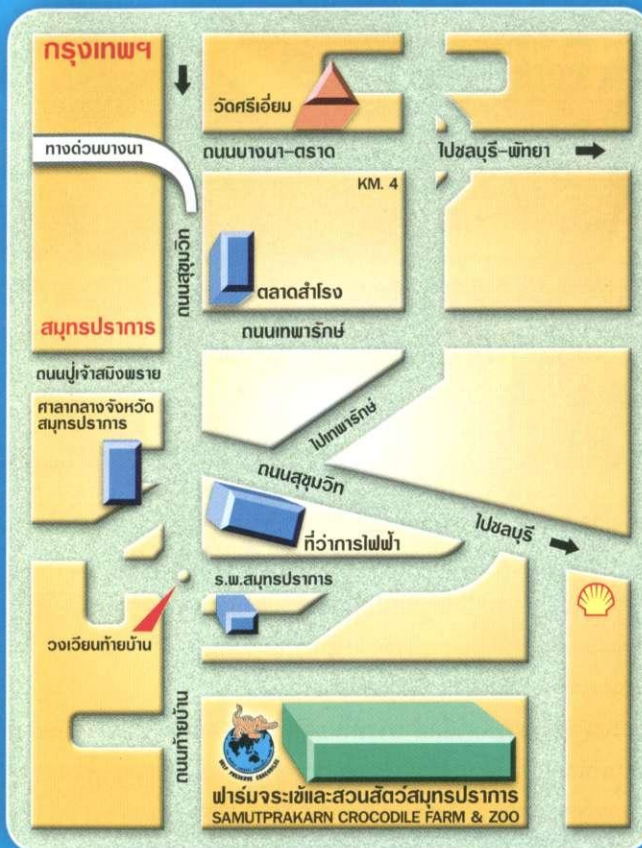 กรุงเทพฯ
วัดศรีเอี่ยม
ทางด่วนบางนา
ถนนบางนา-ตราด
ไปชลบุรี-พัทยา
KM. 4
ถนนสุขุมวิท
ตลาดสำโรง
สมุทรปราการ
ถนนเทพารักษ์
ถนนปู่เจ้าสมิงพราย
ศาลากลางจังหวัด
สมุทรปราการ
ไปเทพารักษ์
ถนนสุขุมวิท
ไปชลบุรี
ที่ว่าการไฟฟ้า
ร.พ.สมุทรปราการ
วงเวียนท้ายบ้าน
ถนนท้ายบ้าน
HELP PRESERVE CROCODILES
ฟาร์มจระเข้และสวนสัตว์สมุทรปราการ
SAMUTPRAKARN CROCODILE FARM & ZOO